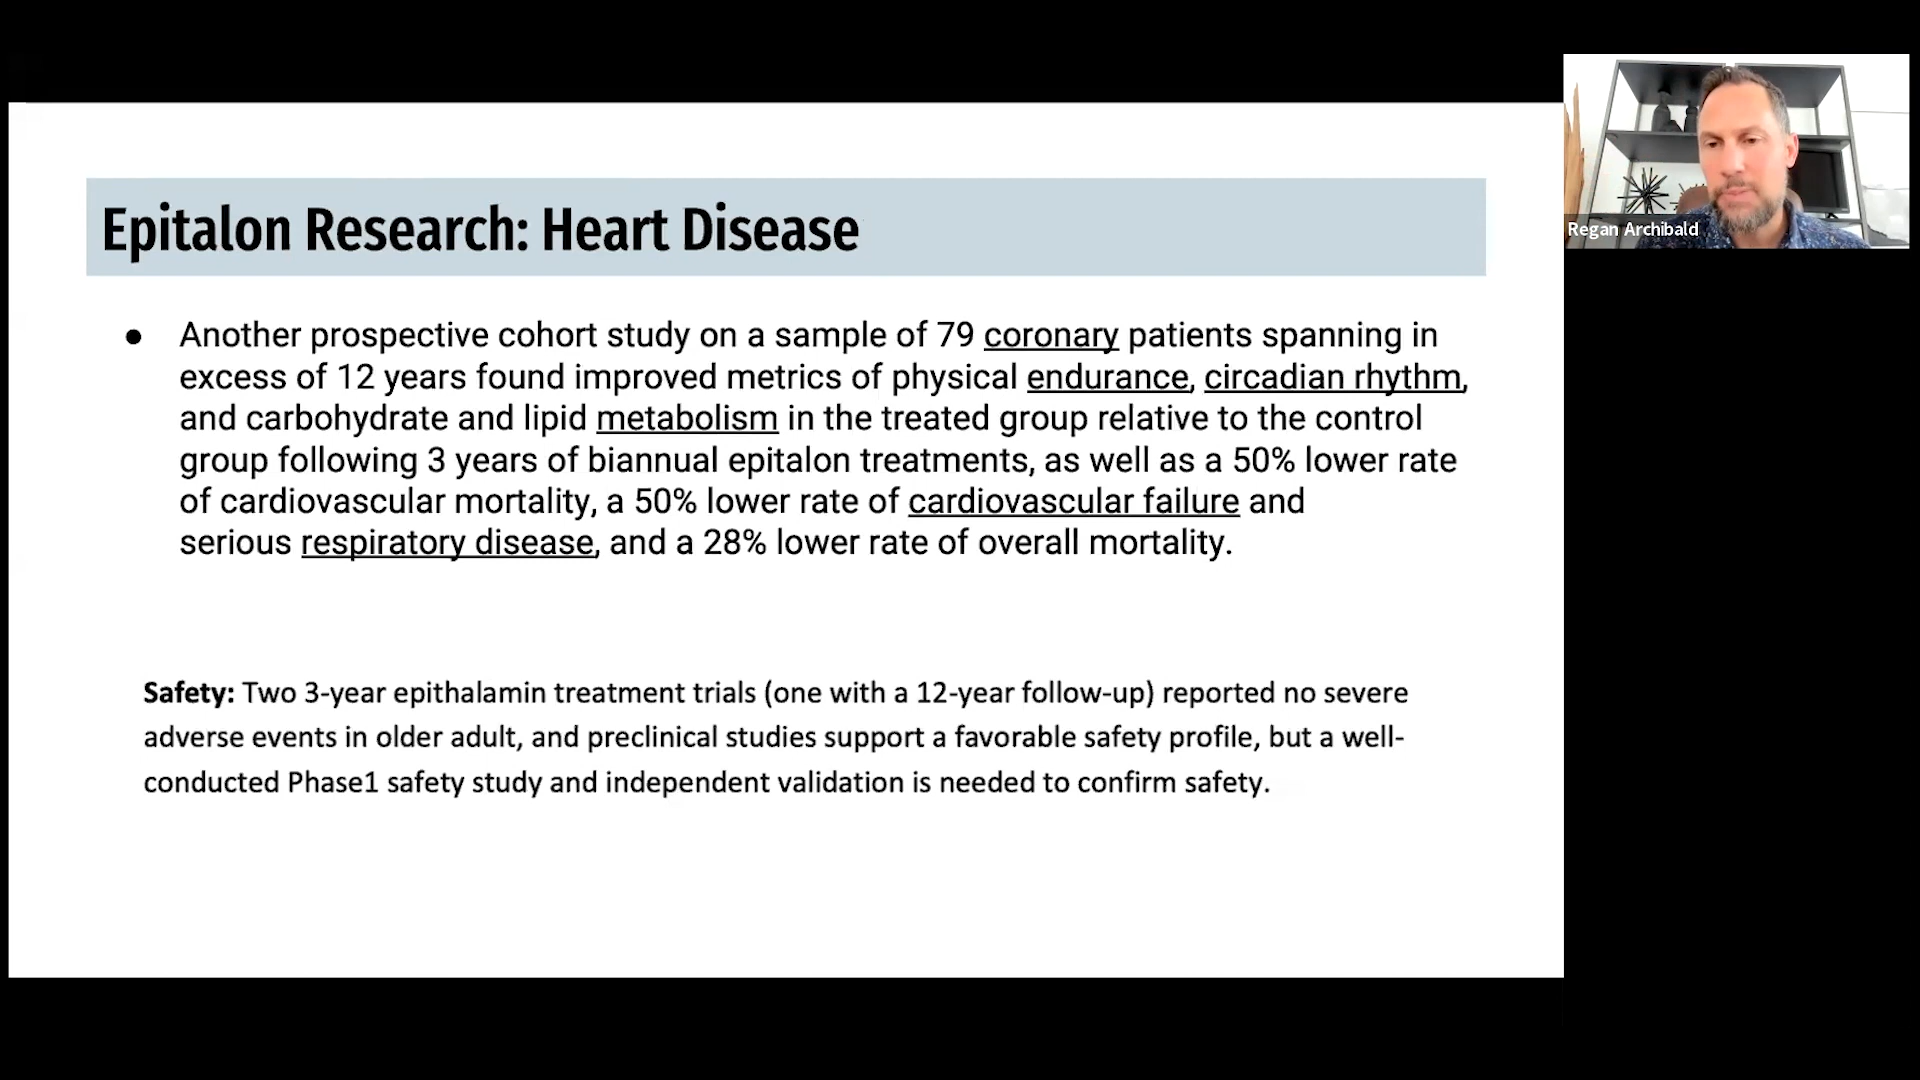 Epitalon Research: Heart Disease
● Another prospective cohort study on a sample of 79 coronary patients spanning in
excess of 12 years found improved metrics of physical endurance, circadian rhythm,
and carbohydrate and lipid metabolism in the treated group relative to the control
group following 3 years of biannual epitalon treatments, as well as a 50% lower rate
of cardiovascular mortality, a 50% lower rate of cardiovascular failure and
serious respiratory disease, and a 28% lower rate of overall mortality.
Safety: Two 3-year epithalamin treatment trials (one with a 12-year follow-up) reported no severe
adverse events in older adult, and preclinical studies support a favorable safety profile, but a well-
conducted Phase1 safety study and independent validation is needed to confirm safety.
Regan Archibald